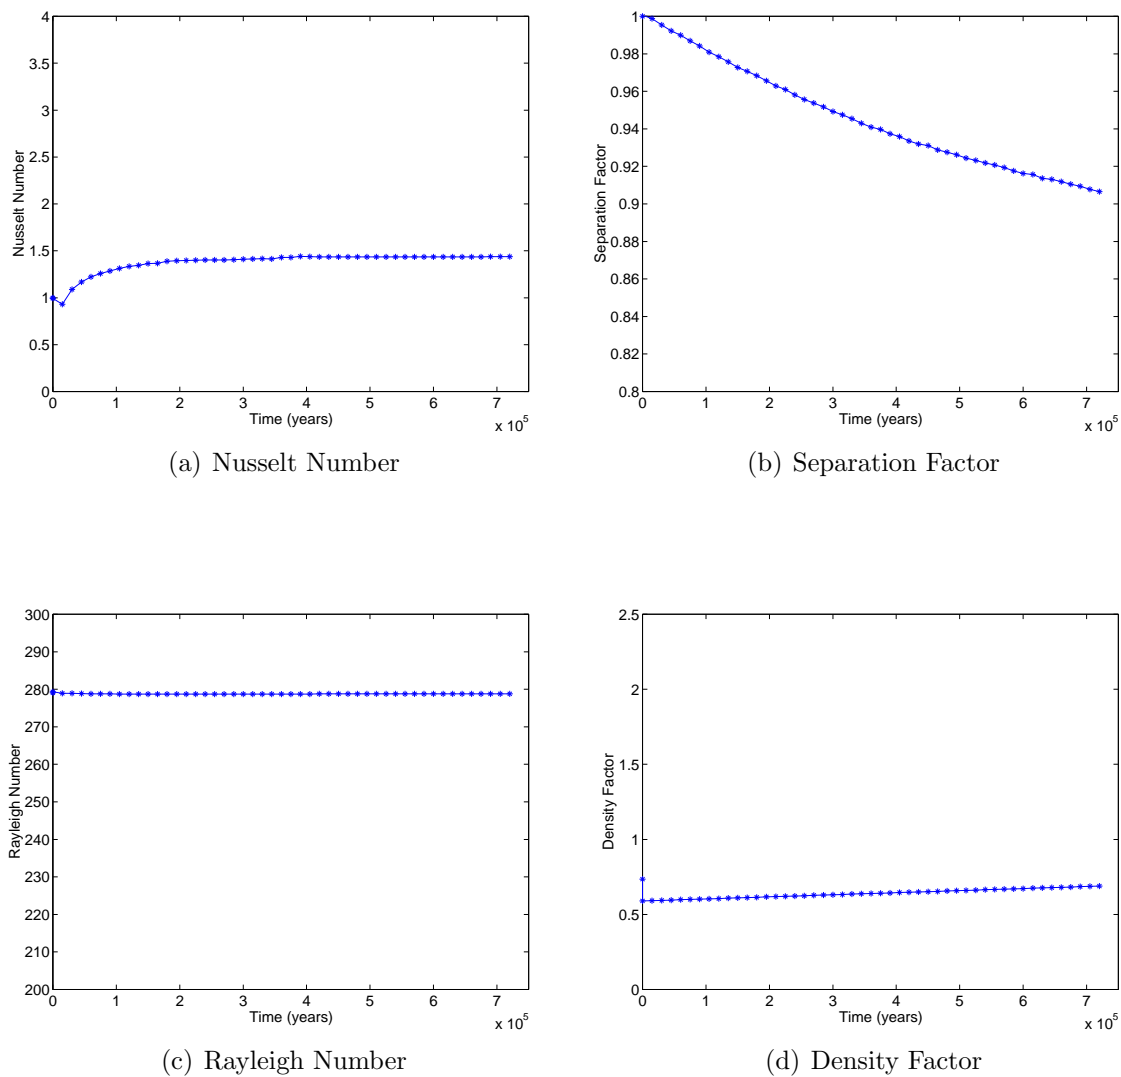 4
3.5
3
2.5
2
1.5
1
0.5
0
Nusselt Number
0 1 2 3 4 5 6 7
Time (years)
x 10^5
(a) Nusselt Number
1
0.98
0.96
0.94
0.92
0.9
0.88
0.86
0.84
0.82
0.8
Separation Factor
0 1 2 3 4 5 6 7
Time (years)
x 10^5
(b) Separation Factor
300
290
280
270
260
250
240
230
220
210
200
Rayleigh Number
0 1 2 3 4 5 6 7
Time (years)
x 10^5
(c) Rayleigh Number
2.5
2
1.5
1
0.5
0
Density Factor
0 1 2 3 4 5 6 7
Time (years)
x 10^5
(d) Density Factor